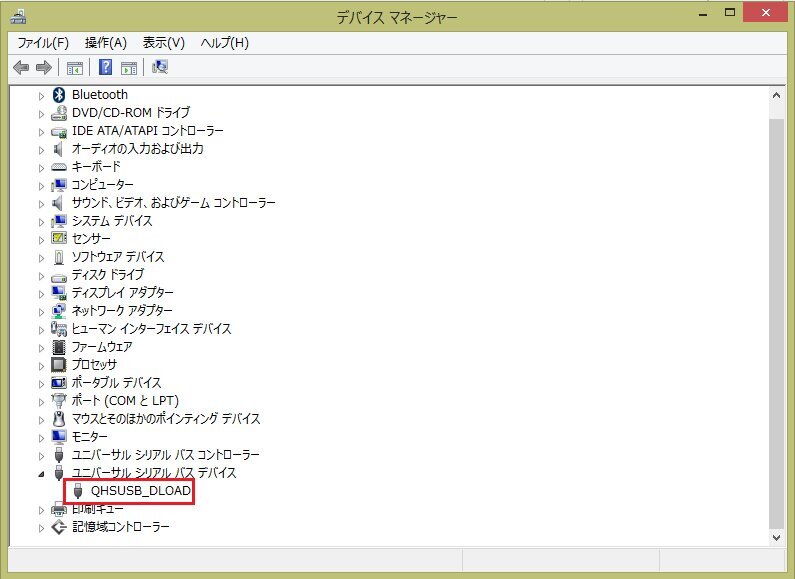 デバイス マネージャー
ファイル(F) 操作(A) 表示(V) ヘルプ(H)
Bluetooth
DVD/CD-ROM ドライブ
IDE ATA/ATAPI コントローラー
オーディオの入力および出力
キーボード
コンピューター
サウンド、ビデオ、およびゲーム コントローラー
システム デバイス
センサー
ソフトウェア デバイス
ディスク ドライブ
ディスプレイ アダプター
ネットワーク アダプター
ヒューマン インターフェイス デバイス
ファームウェア
プロセッサ
ポータブル デバイス
ポート (COM と LPT)
マウスとそのほかのポインティング デバイス
モニター
ユニバーサル シリアル バス コントローラー
ユニバーサル シリアル バス デバイス
QHSUSB_DLOAD
印刷キュー
記憶域コントローラー